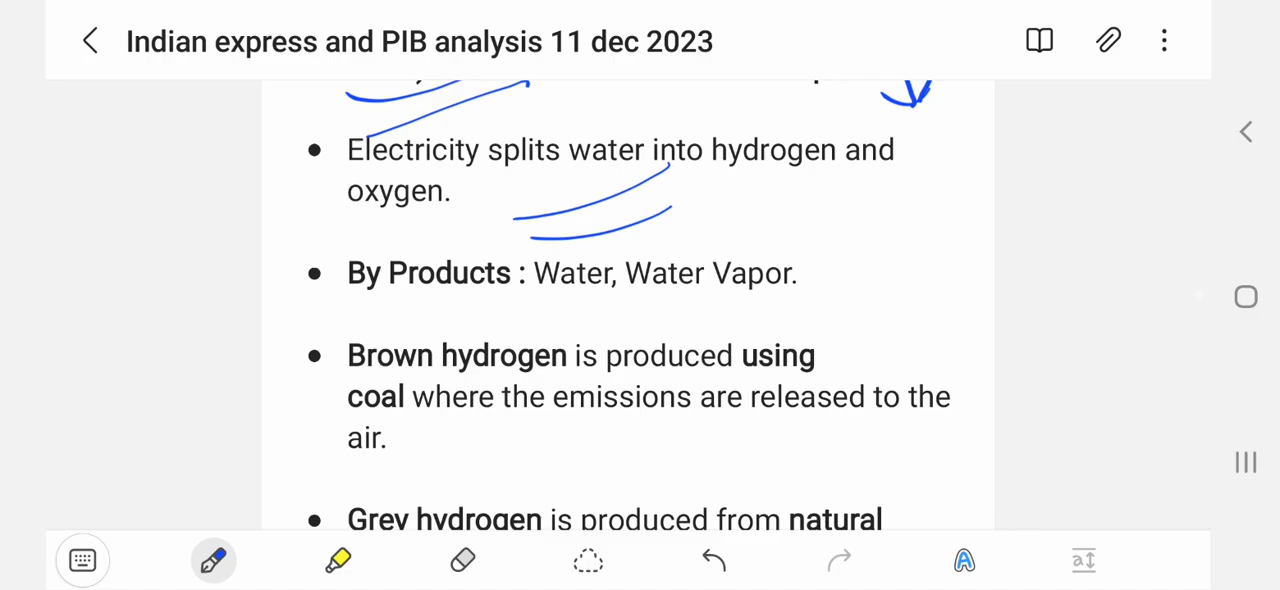 Indian express and PIB analysis 11 dec 2023
Electricity splits water into hydrogen and
oxygen.
By Products : Water, Water Vapor.
Brown hydrogen is produced using
coal where the emissions are released to the
air.
Grey hydrogen is produced from natural